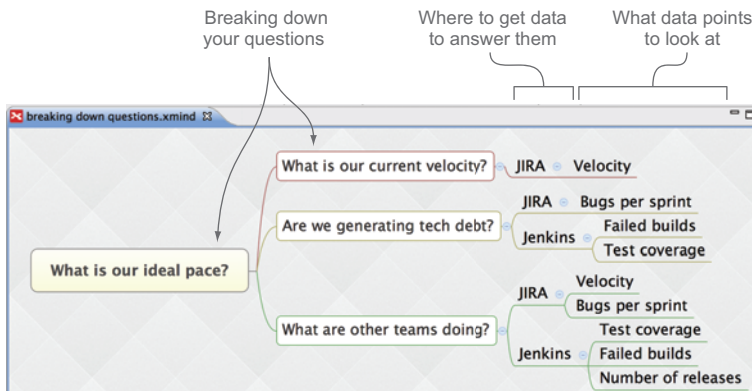 Breaking down
your questions
Where to get data
to answer them
What data points
to look at
breaking down questions.xmind
What is our ideal pace?
What is our current velocity?
JIRA
Velocity
Are we generating tech debt?
JIRA
Bugs per sprint
Jenkins
Failed builds
Test coverage
What are other teams doing?
JIRA
Velocity
Bugs per sprint
Jenkins
Test coverage
Failed builds
Number of releases